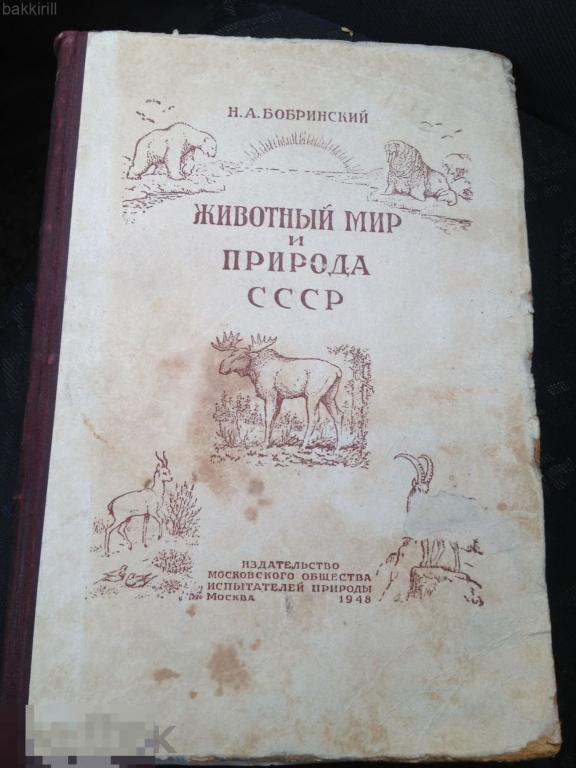 bakkirill
Н. А. БОБРИНСКИЙ
ЖИВОТНЫЙ МИР
И
ПРИРОДА
СССР
ИЗДАТЕЛЬСТВО
МОСКОВСКОГО ОБЩЕСТВА
ИСПЫТАТЕЛЕЙ ПРИРОДЫ
МОСКВА 1948